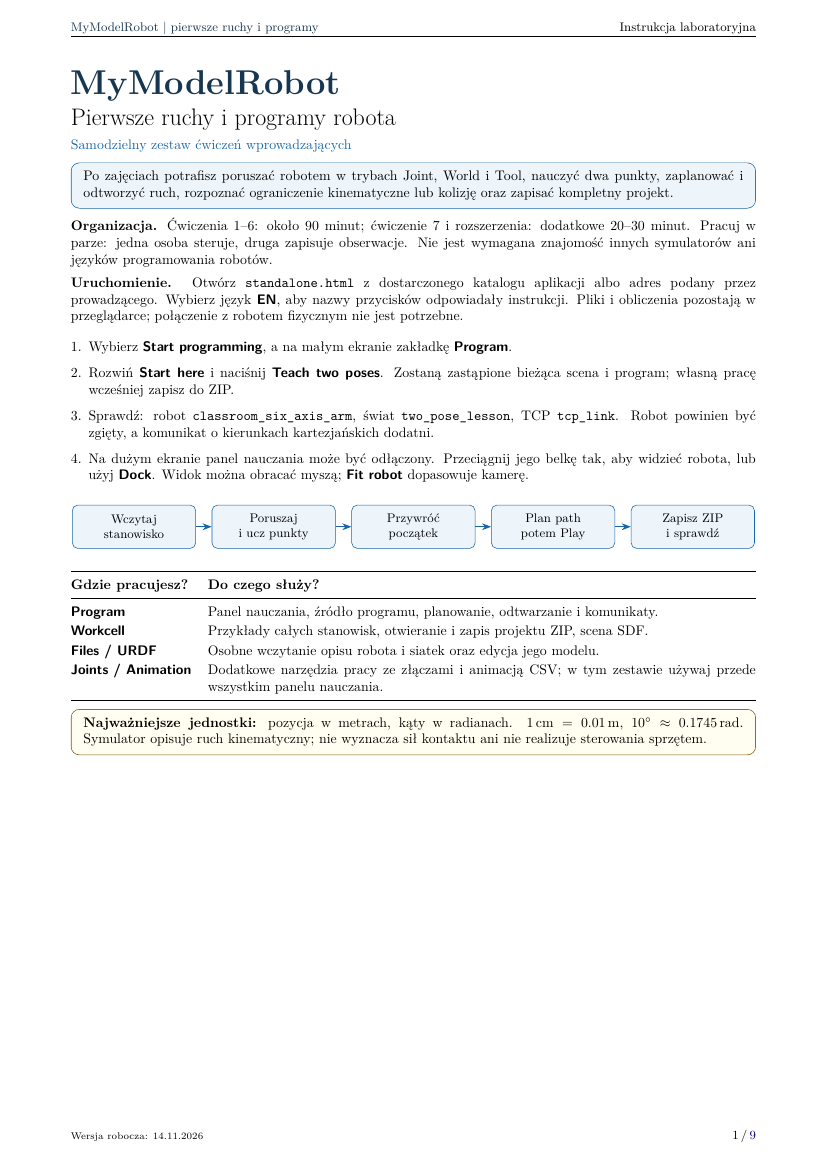 MyModelRobot | pierwsze ruchy i programy
Instrukcja laboratoryjna
MyModelRobot
Pierwsze ruchy i programy robota
Samodzielny zestaw ćwiczeń wprowadzających
Po zajęciach potrafisz poruszać robotem w trybach Joint, World i Tool, nauczyć dwa punkty, zaplanować i
odtworzyć ruch, rozpoznać ograniczenie kinematyczne lub kolizję oraz zapisać kompletny projekt.
Organizacja. Ćwiczenia 1–6: około 90 minut; ćwiczenie 7 i rozszerzenia: dodatkowe 20–30 minut. Pracuj w
parze: jedna osoba steruje, druga zapisuje obserwacje. Nie jest wymagana znajomość innych symulatorów ani
języków programowania robotów.
Uruchomienie. Otwórz standalone.html z dostarczonego katalogu aplikacji albo adres podany przez
prowadzącego. Wybierz język EN, aby nazwy przycisków odpowiadały instrukcji. Pliki i obliczenia pozostają w
przeglądarce; połączenie z robotem fizycznym nie jest potrzebne.
1. Wybierz Start programming, a na małym ekranie zakładkę Program.
2. Rozwiń Start here i naciśnij Teach two poses. Zostaną zastąpione bieżąca scena i program; własną pracę
wcześniej zapisz do ZIP.
3. Sprawdź: robot classroom_six_axis_arm, świat two_pose_lesson, TCP tcp_link. Robot powinien być
zgięty, a komunikat o kierunkach kartezjańskich dodatni.
4. Na dużym ekranie panel nauczania może być odłączony. Przeciągnij jego belkę tak, aby widzieć robota, lub
użyj Dock. Widok można obracać myszą; Fit robot dopasowuje kamerę.
Wczytaj
stanowisko
Poruszaj
i ucz punkty
Przywróć
początek
Plan path
potem Play
Zapisz ZIP
i sprawdź
Gdzie pracujesz? Do czego służy?
Program Panel nauczania, źródło programu, planowanie, odtwarzanie i komunikaty.
Workcell Przykłady całych stanowisk, otwieranie i zapis projektu ZIP, scena SDF.
Files / URDF Osobne wczytanie opisu robota i siatek oraz edycja jego modelu.
Joints / Animation Dodatkowe narzędzia pracy ze złączami i animacją CSV; w tym zestawie używaj przede
wszystkim panelu nauczania.
Najważniejsze jednostki: pozycja w metrach, kąty w radianach. 1 cm = 0.01 m, 10° ≈ 0.1745 rad.
Symulator opisuje ruch kinematyczny; nie wyznacza sił kontaktu ani nie realizuje sterowania sprzętem.
Wersja robocza: 14.11.2026
1 / 9